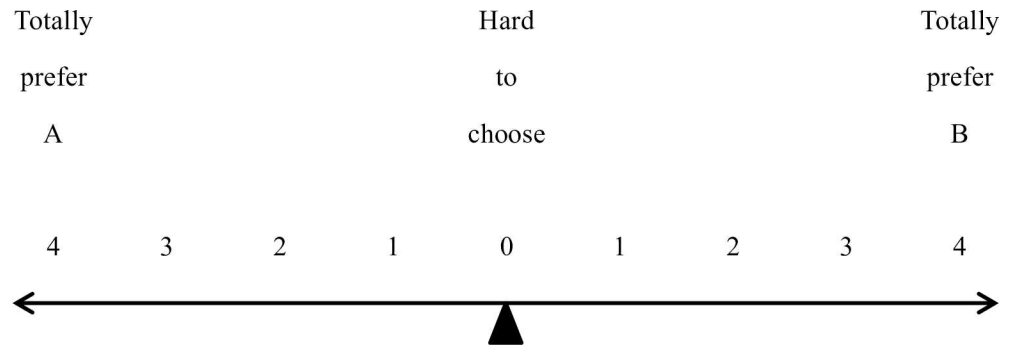 Totally Hard Totally
prefer to prefer
A choose B
4 3 2 1 0 1 2 3 4